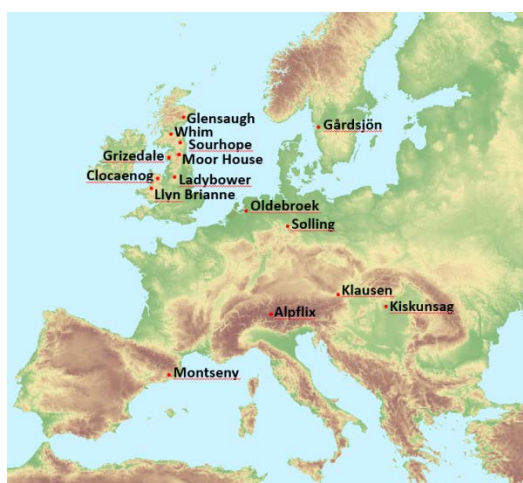 Glensaugh
Whim
Gårdsjön
Sourhope
Grizedale
Moor House
Clocaenog
Ladybower
Llyn Brianne
Oldebroek
Solling
Klausen
Kiskunsag
Alpflix
Montseny